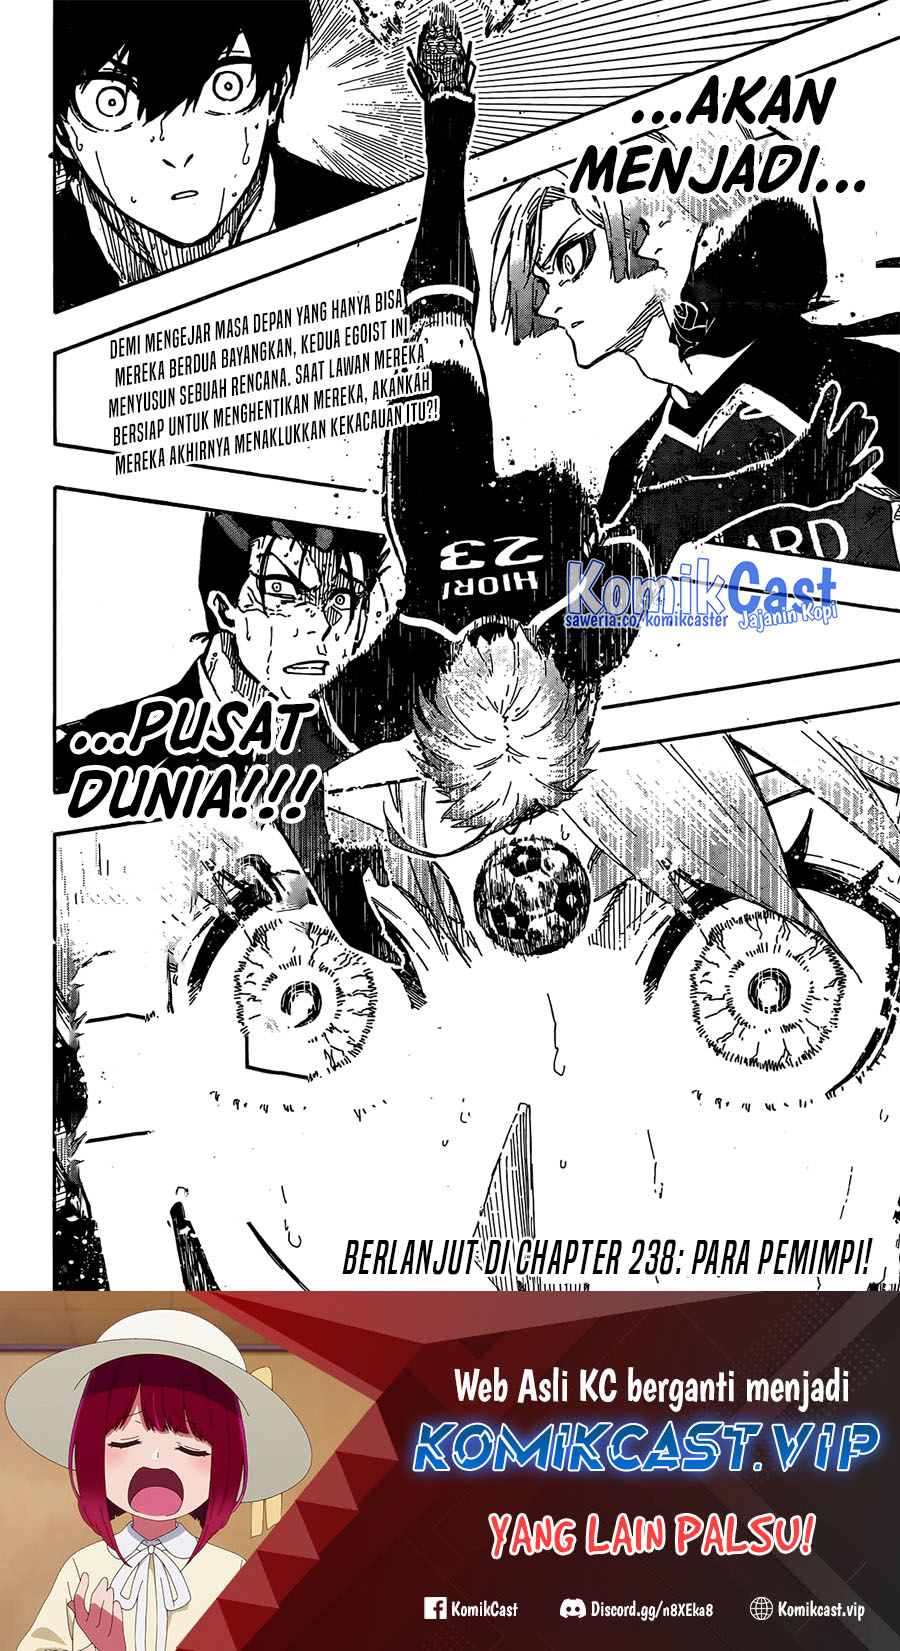 ...AKAN
MENJADI...
DEMI MENGEJAR MASA DEPAN YANG HANYA BISA
MEREKA BERDUA BAYANGKAN, KEDUA EGOIST INI
MENYUSUN SEBUAH RENCANA. SAAT LAWAN MEREKA
BERSIAP UNTUK MENGHENTIKAN MEREKA, AKANKAH
MEREKA AKHIRNYA MENAKLUKKAN KEKACAUAN ITU?!
ARD
23
HIORI
KomikCast
saweria.co/komikcaster Jajanin Kopi
...PUSAT
DUNIA!!!
BERLANJUT DI CHAPTER 238: PARA PEMIMPI!
Web Asli KC berganti menjadi
KOMIKCAST.VIP
YANG LAIN PALSU!
KomikCast Discord.gg/n8XEka8 Komikcast.vip